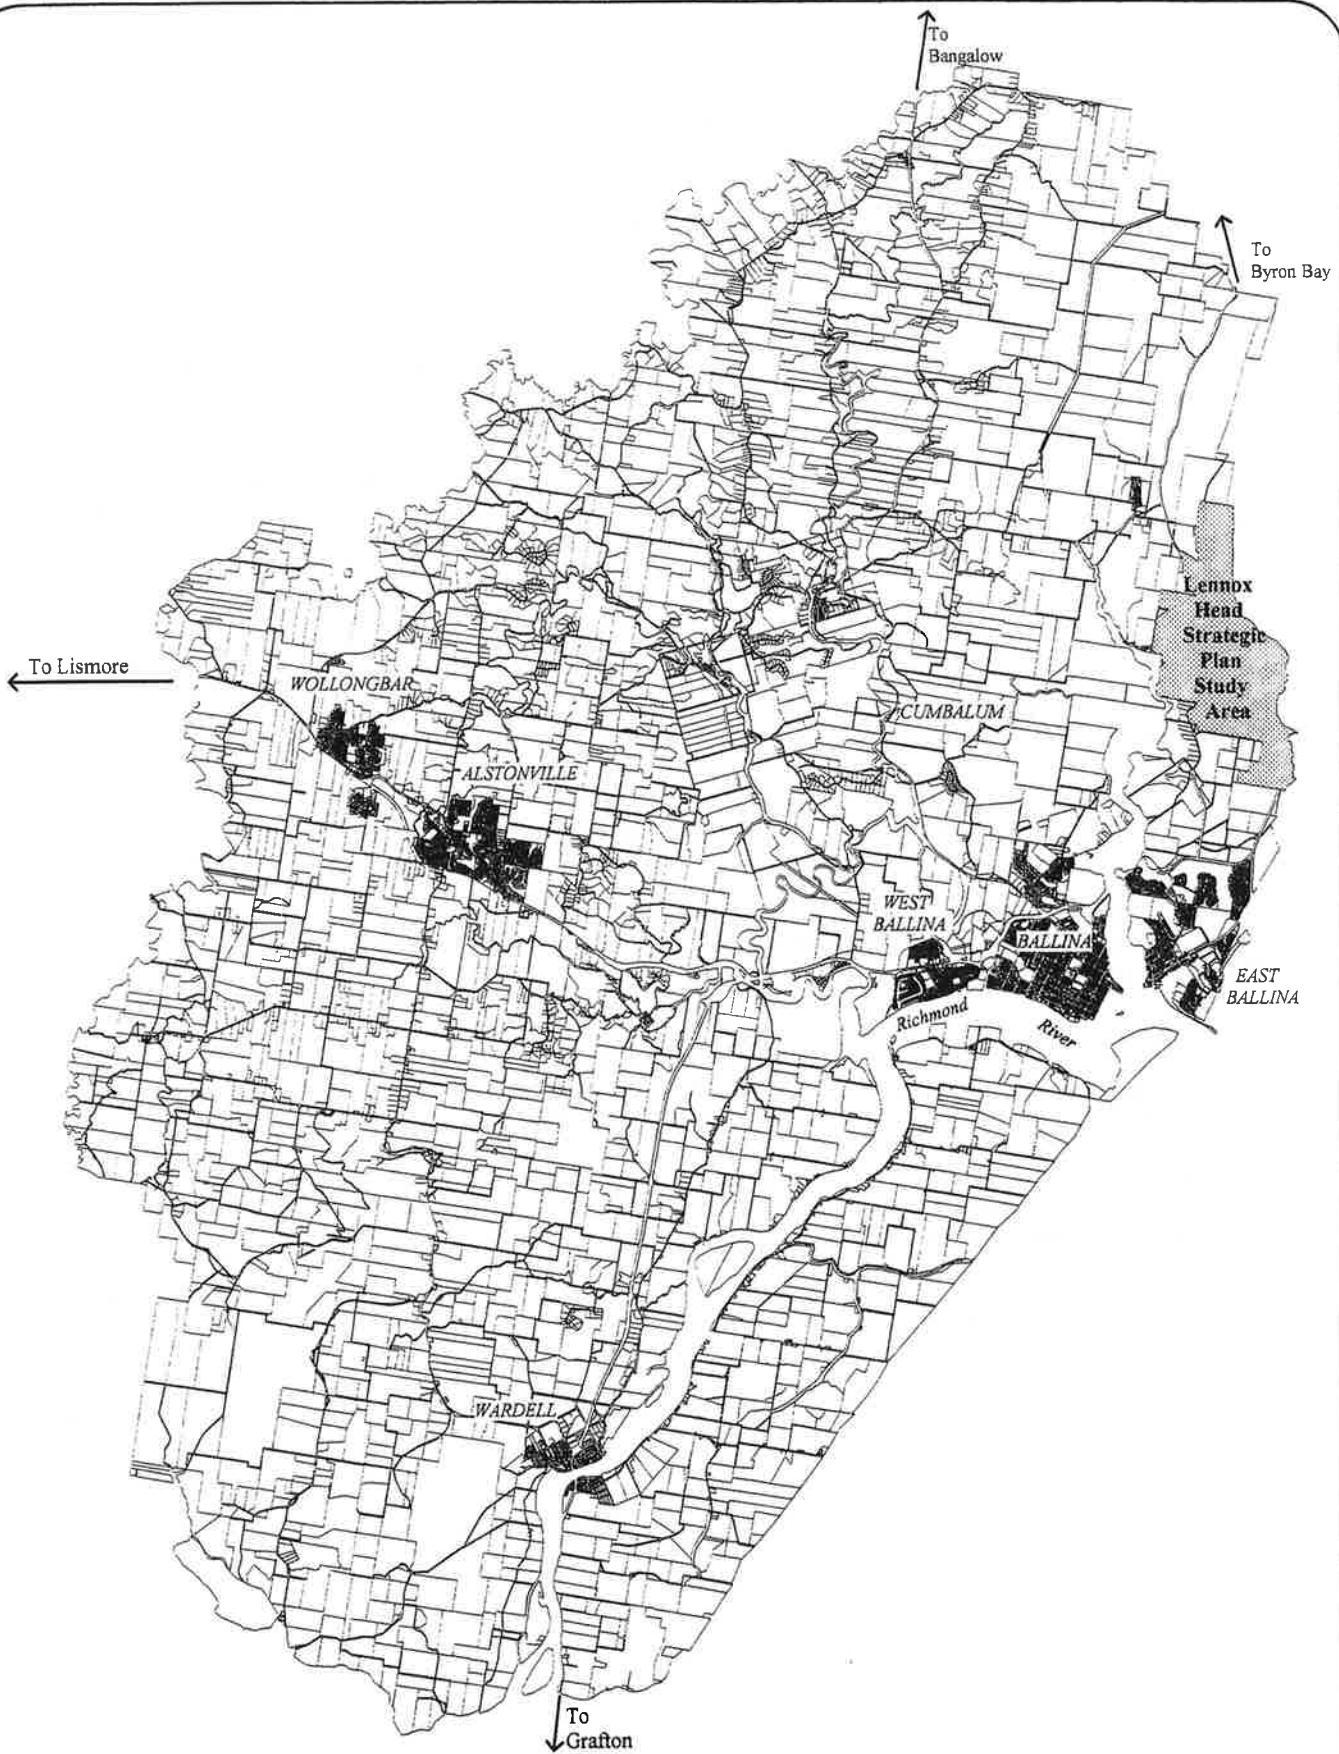 To
Bangalow
To
Byron Bay
Lennox
Head
Strategic
Plan
Study
Area
To Lismore
WOLLONGBAR
CUMBALUM
ALSTONVILLE
WEST
BALLINA
BALLINA
EAST
BALLINA
Richmond
River
WARDELL
To
Grafton